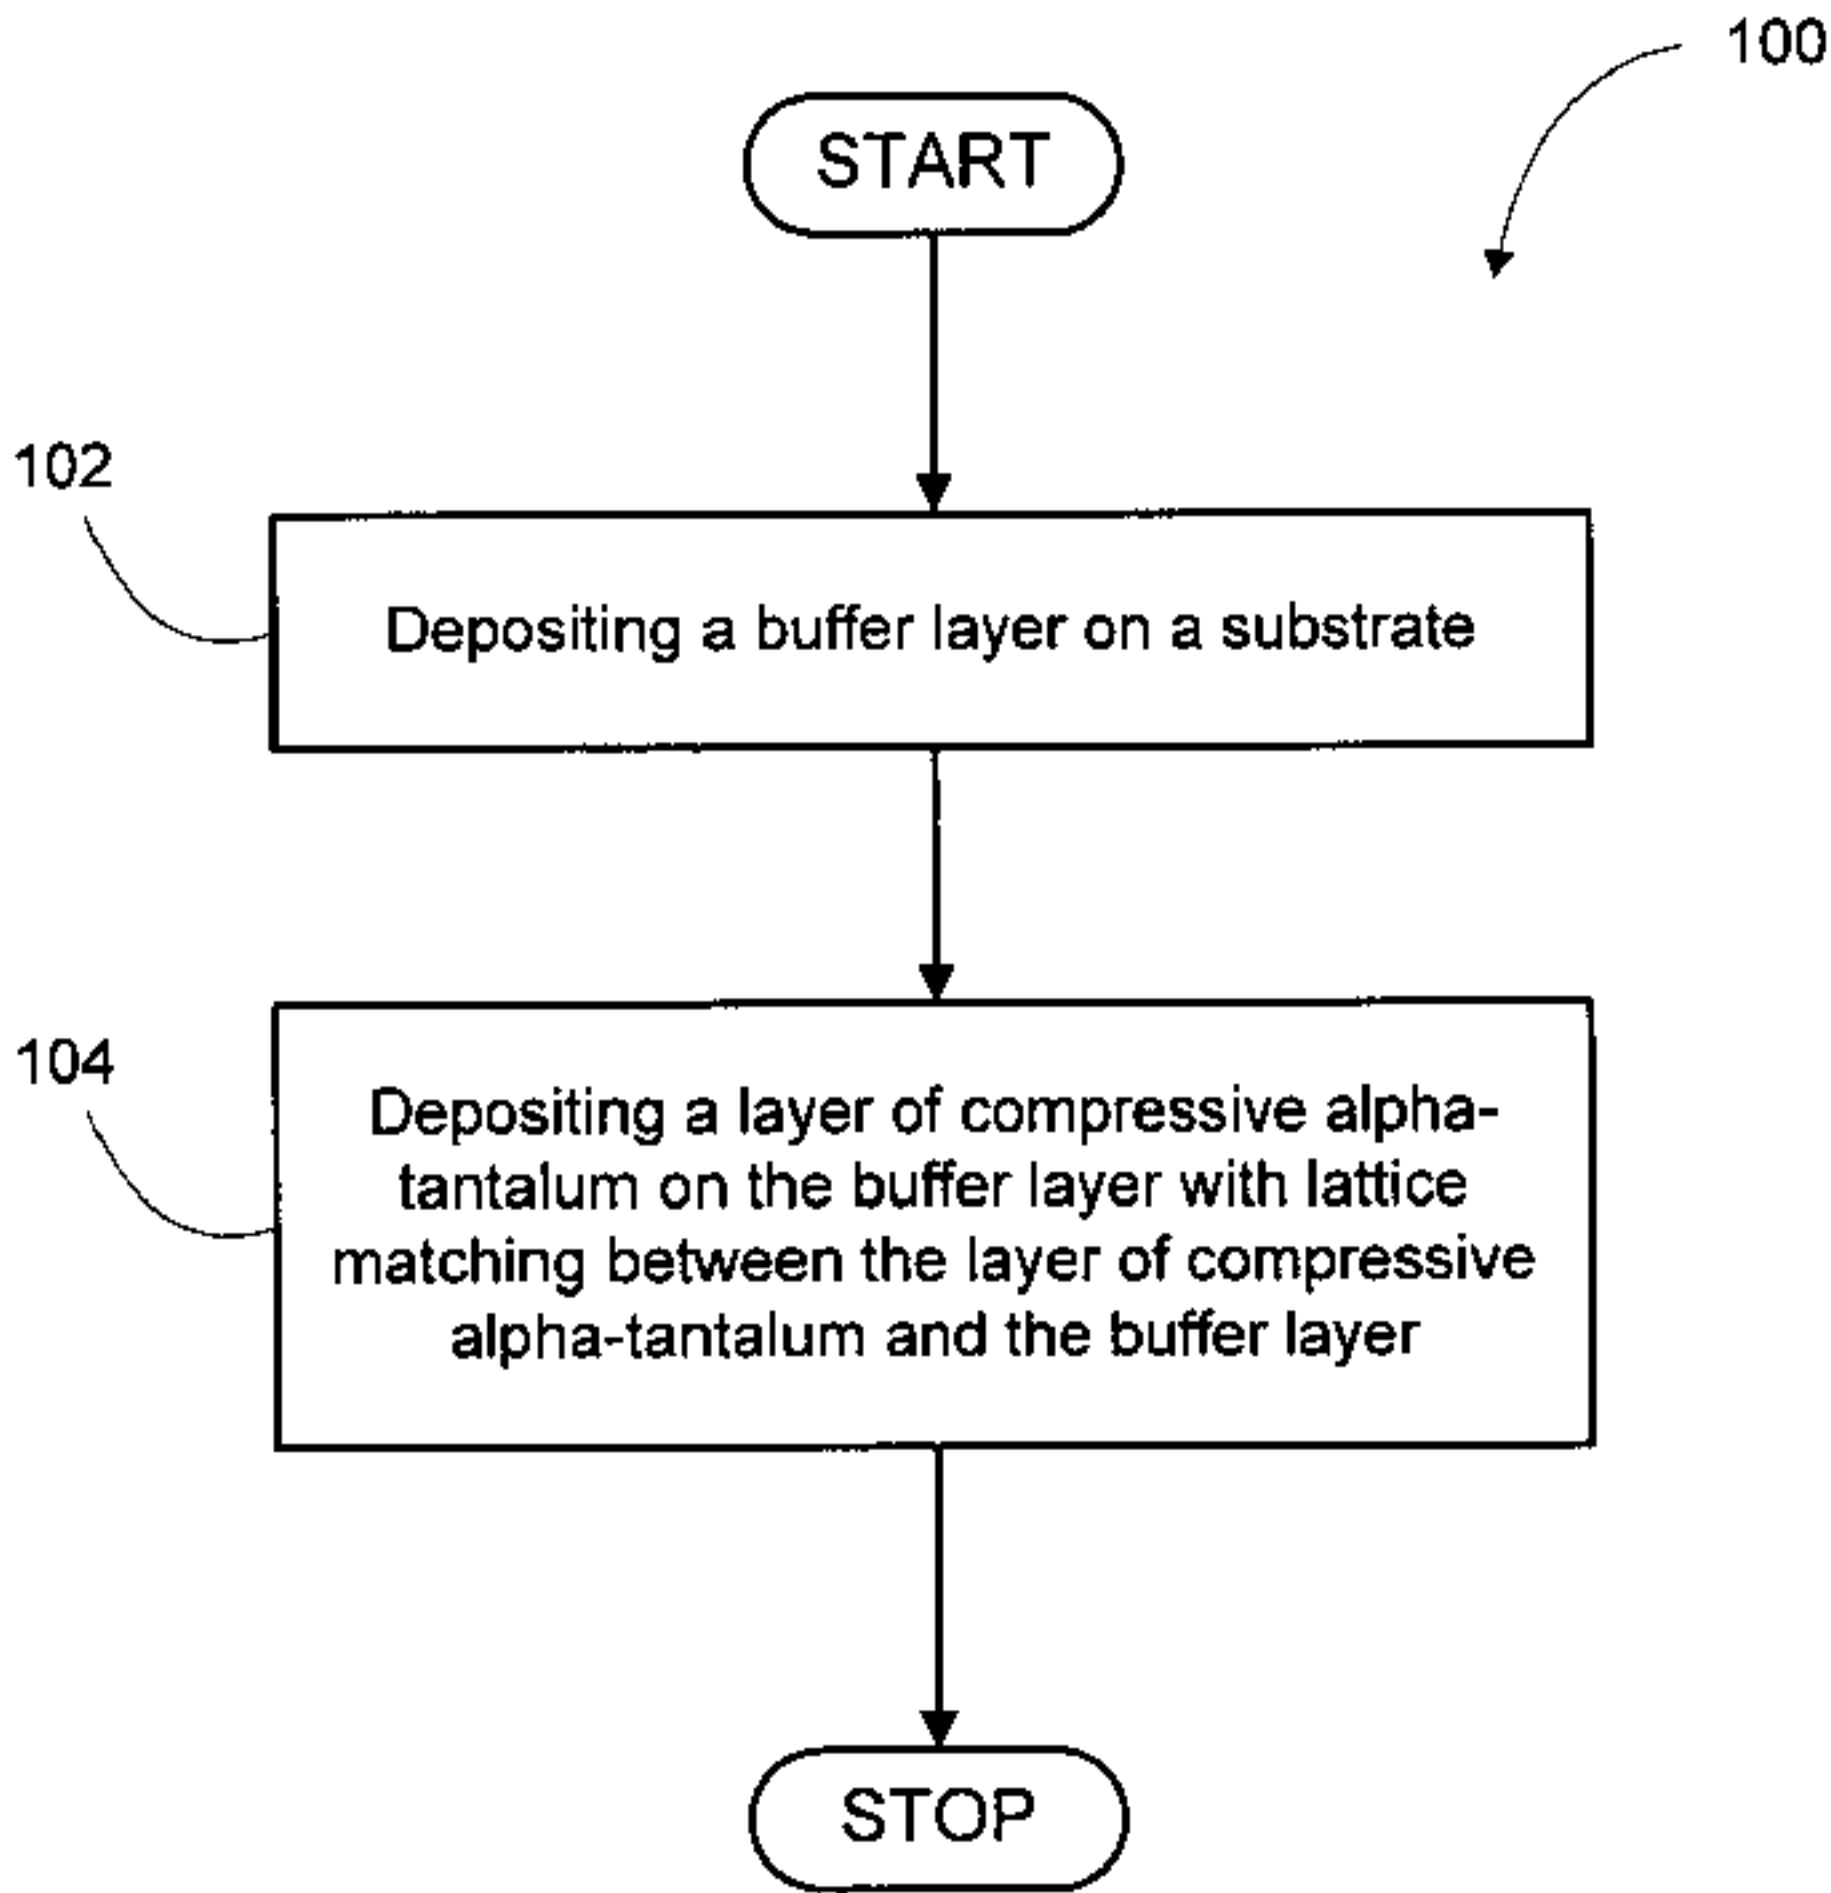 100
START
102
Depositing a buffer layer on a substrate
104
Depositing a layer of compressive alpha-
tantalum on the buffer layer with lattice
matching between the layer of compressive
alpha-tantalum and the buffer layer
STOP